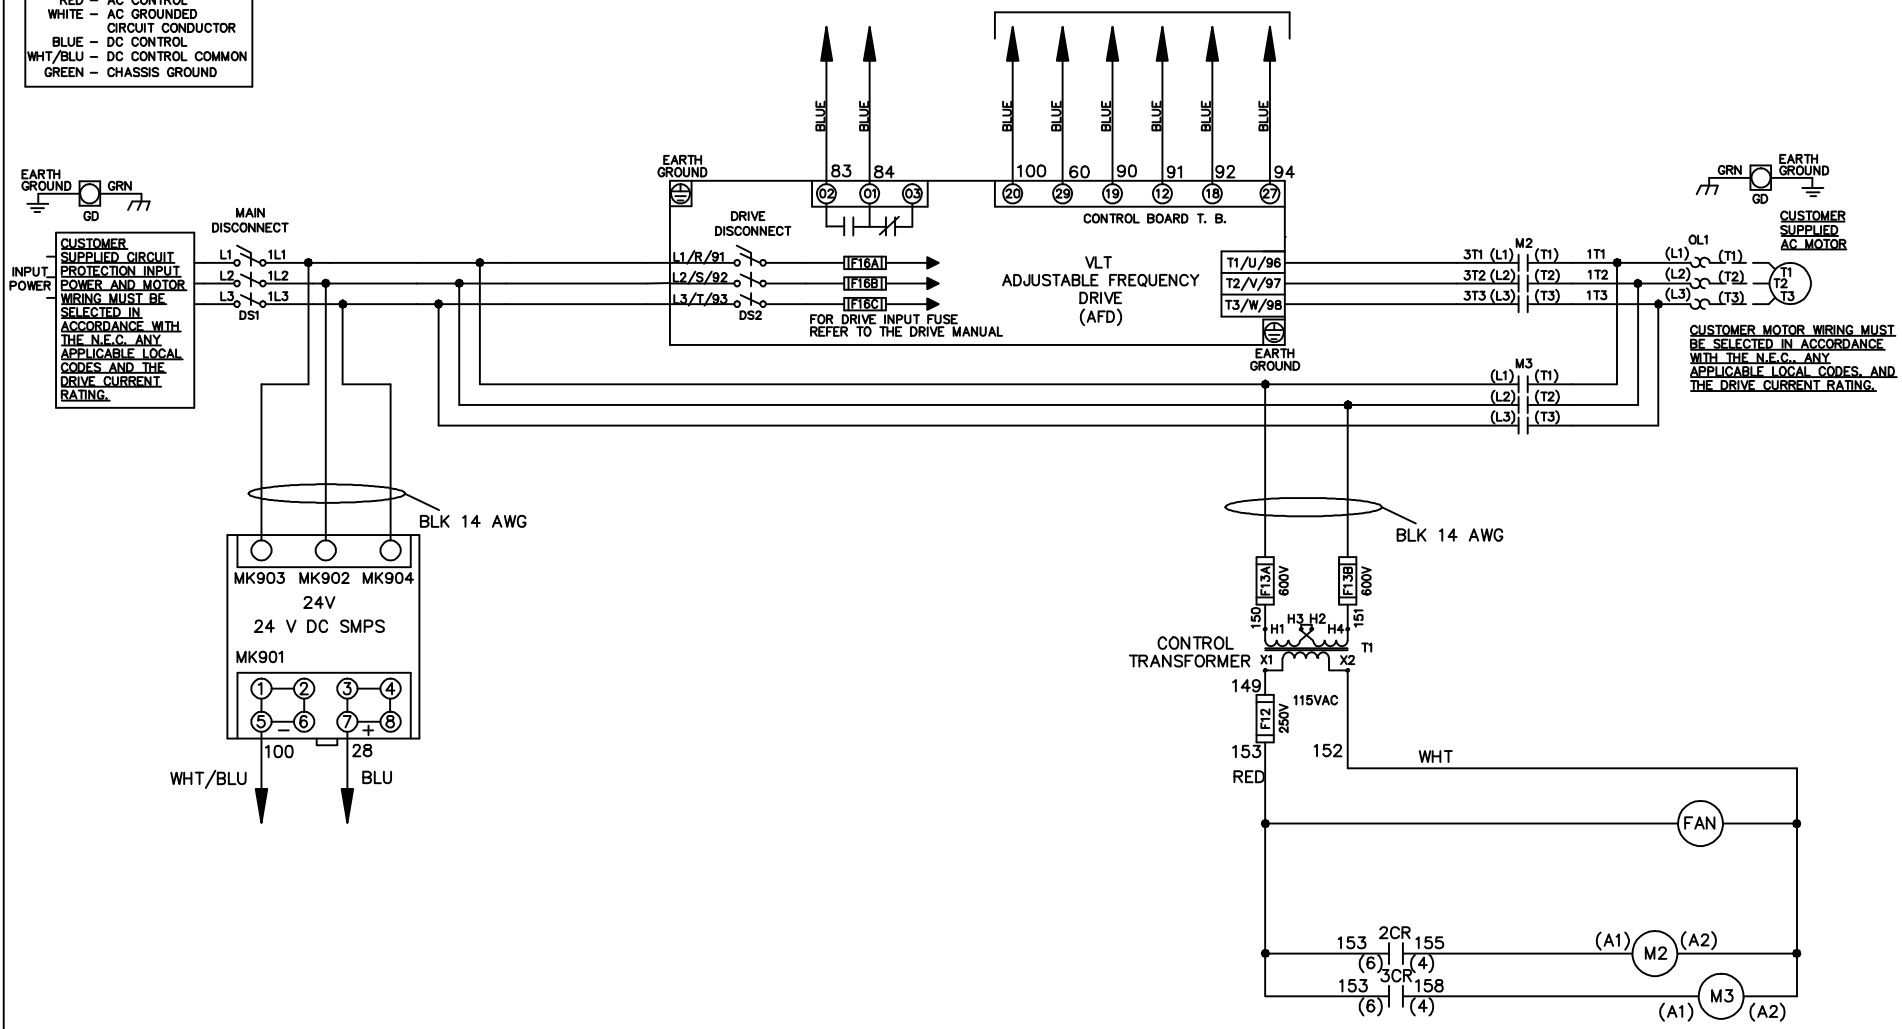 RED – AC CONTROL
WHITE – AC GROUNDED
CIRCUIT CONDUCTOR
BLUE – DC CONTROL
WHT/BLU – DC CONTROL COMMON
GREEN – CHASSIS GROUND
BLUE
BLUE
BLUE
BLUE
BLUE
BLUE
BLUE
BLUE
EARTH
GROUND
GRN
GD
MAIN
DISCONNECT
CUSTOMER
SUPPLIED CIRCUIT
PROTECTION INPUT
POWER AND MOTOR
WIRING MUST BE
SELECTED IN
ACCORDANCE WITH
THE N.E.C. ANY
APPLICABLE LOCAL
CODES AND THE
DRIVE CURRENT
RATING.
INPUT
POWER
L1 1L1
L2 1L2
L3 1L3
DS1
EARTH
GROUND
83 84
02 01 03
100 60 90 91 92 94
20 29 19 12 18 27
CONTROL BOARD T. B.
DRIVE
DISCONNECT
L1/R/91
L2/S/92
L3/T/93
DS2
F16A
F16B
F16C
FOR DRIVE INPUT FUSE
REFER TO THE DRIVE MANUAL
VLT
ADJUSTABLE FREQUENCY
DRIVE
(AFD)
T1/U/96
T2/V/97
T3/W/98
EARTH
GROUND
M2
3T1 (L1) (T1) 1T1
3T2 (L2) (T2) 1T2
3T3 (L3) (T3) 1T3
OL1
(L1) (T1)
(L2) (T2)
(L3) (T3)
T1
T2
T3
GRN
EARTH
GROUND
GD
CUSTOMER
SUPPLIED
AC MOTOR
CUSTOMER MOTOR WIRING MUST
BE SELECTED IN ACCORDANCE
WITH THE N.E.C., ANY
APPLICABLE LOCAL CODES, AND
THE DRIVE CURRENT RATING.
M3
(L1) (T1)
(L2) (T2)
(L3) (T3)
BLK 14 AWG
MK903 MK902 MK904
24V
24 V DC SMPS
MK901
1 2 3 4
5 6 7 8
– +
100 28
WHT/BLU BLU
BLK 14 AWG
F13A
600V
F13B
600V
150
151
H1 H3 H2 H4
T1
CONTROL
TRANSFORMER
X1 X2
149
115VAC
F12
250V
153 152
RED
WHT
FAN
2CR
153 155
(6) (4)
(A1) M2 (A2)
3CR
153 158
(6) (4)
(A1) M3 (A2)